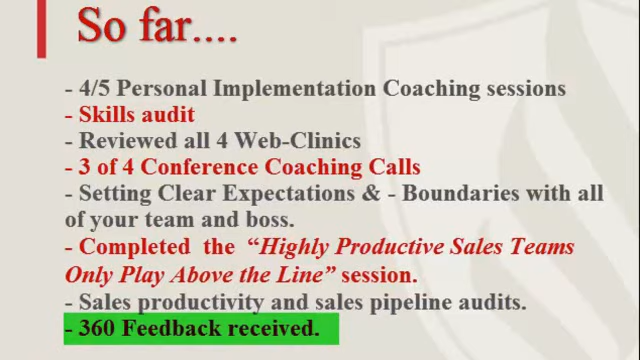 So far....
- 4/5 Personal Implementation Coaching sessions
- Skills audit
- Reviewed all 4 Web-Clinics
- 3 of 4 Conference Coaching Calls
- Setting Clear Expectations & - Boundaries with all
of your team and boss.
- Completed the “Highly Productive Sales Teams
Only Play Above the Line” session.
- Sales productivity and sales pipeline audits.
- 360 Feedback received.